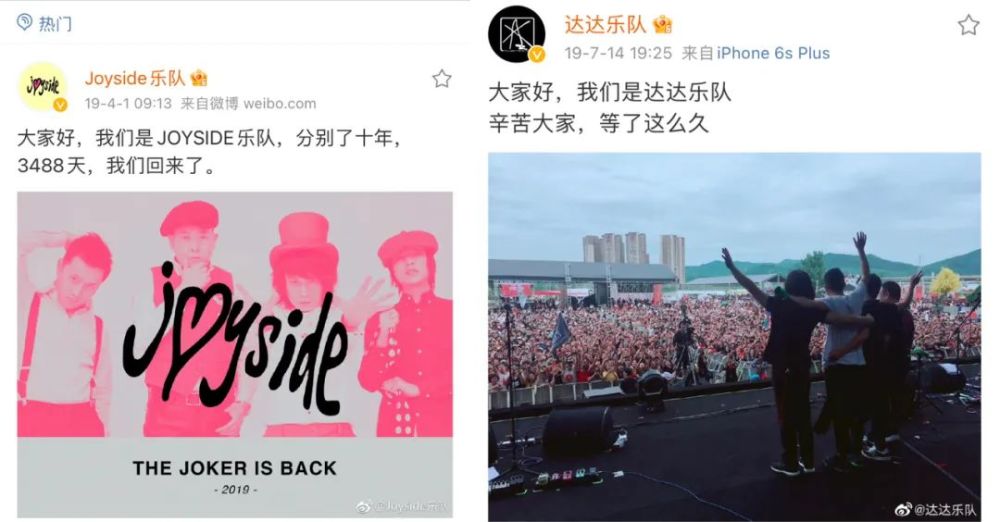 热门
Joyside乐队
19-4-1 09:13 来自微博 weibo.com
大家好，我们是JOYSIDE乐队，分别了十年，
3488天，我们回来了。
joyside
THE JOKER IS BACK
- 2019 -
@Joyside乐队
达达乐队
19-7-14 19:25 来自iPhone 6s Plus
大家好，我们是达达乐队
辛苦大家，等了这么久
@达达乐队